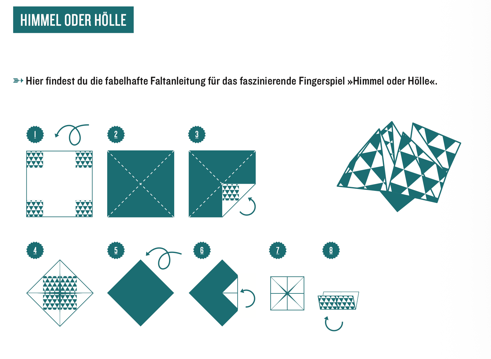 HIMMEL ODER HÖLLE
Hier findest du die fabelhafte Faltanleitung für das faszinierende Fingerspiel »Himmel oder Hölle«.
1 2 3
4 5 6 7 8